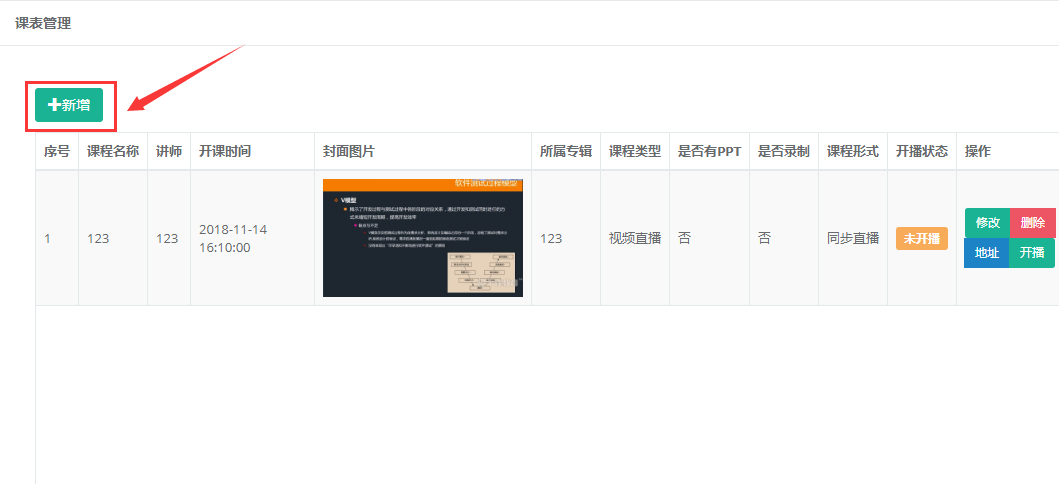 课表管理
新增
序号 课程名称 讲师 开课时间 封面图片 所属专辑 课程类型 是否有PPT 是否录制 课程形式 开播状态 操作
软件测试过程模型
V模型
1 123 123 2018-11-14
16:10:00
123 视频直播 否 否 同步直播 未开播
修改 删除
地址 开播